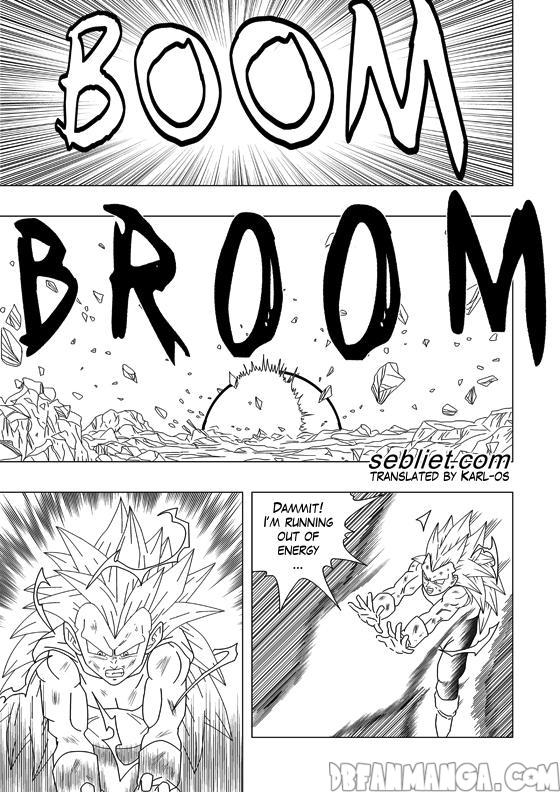 BOOM
BROOM
sebliet.com
TRANSLATED BY KARL-OS
DAMMIT!
I'M RUNNING
OUT OF
ENERGY
...
DBFANMANGA.COM